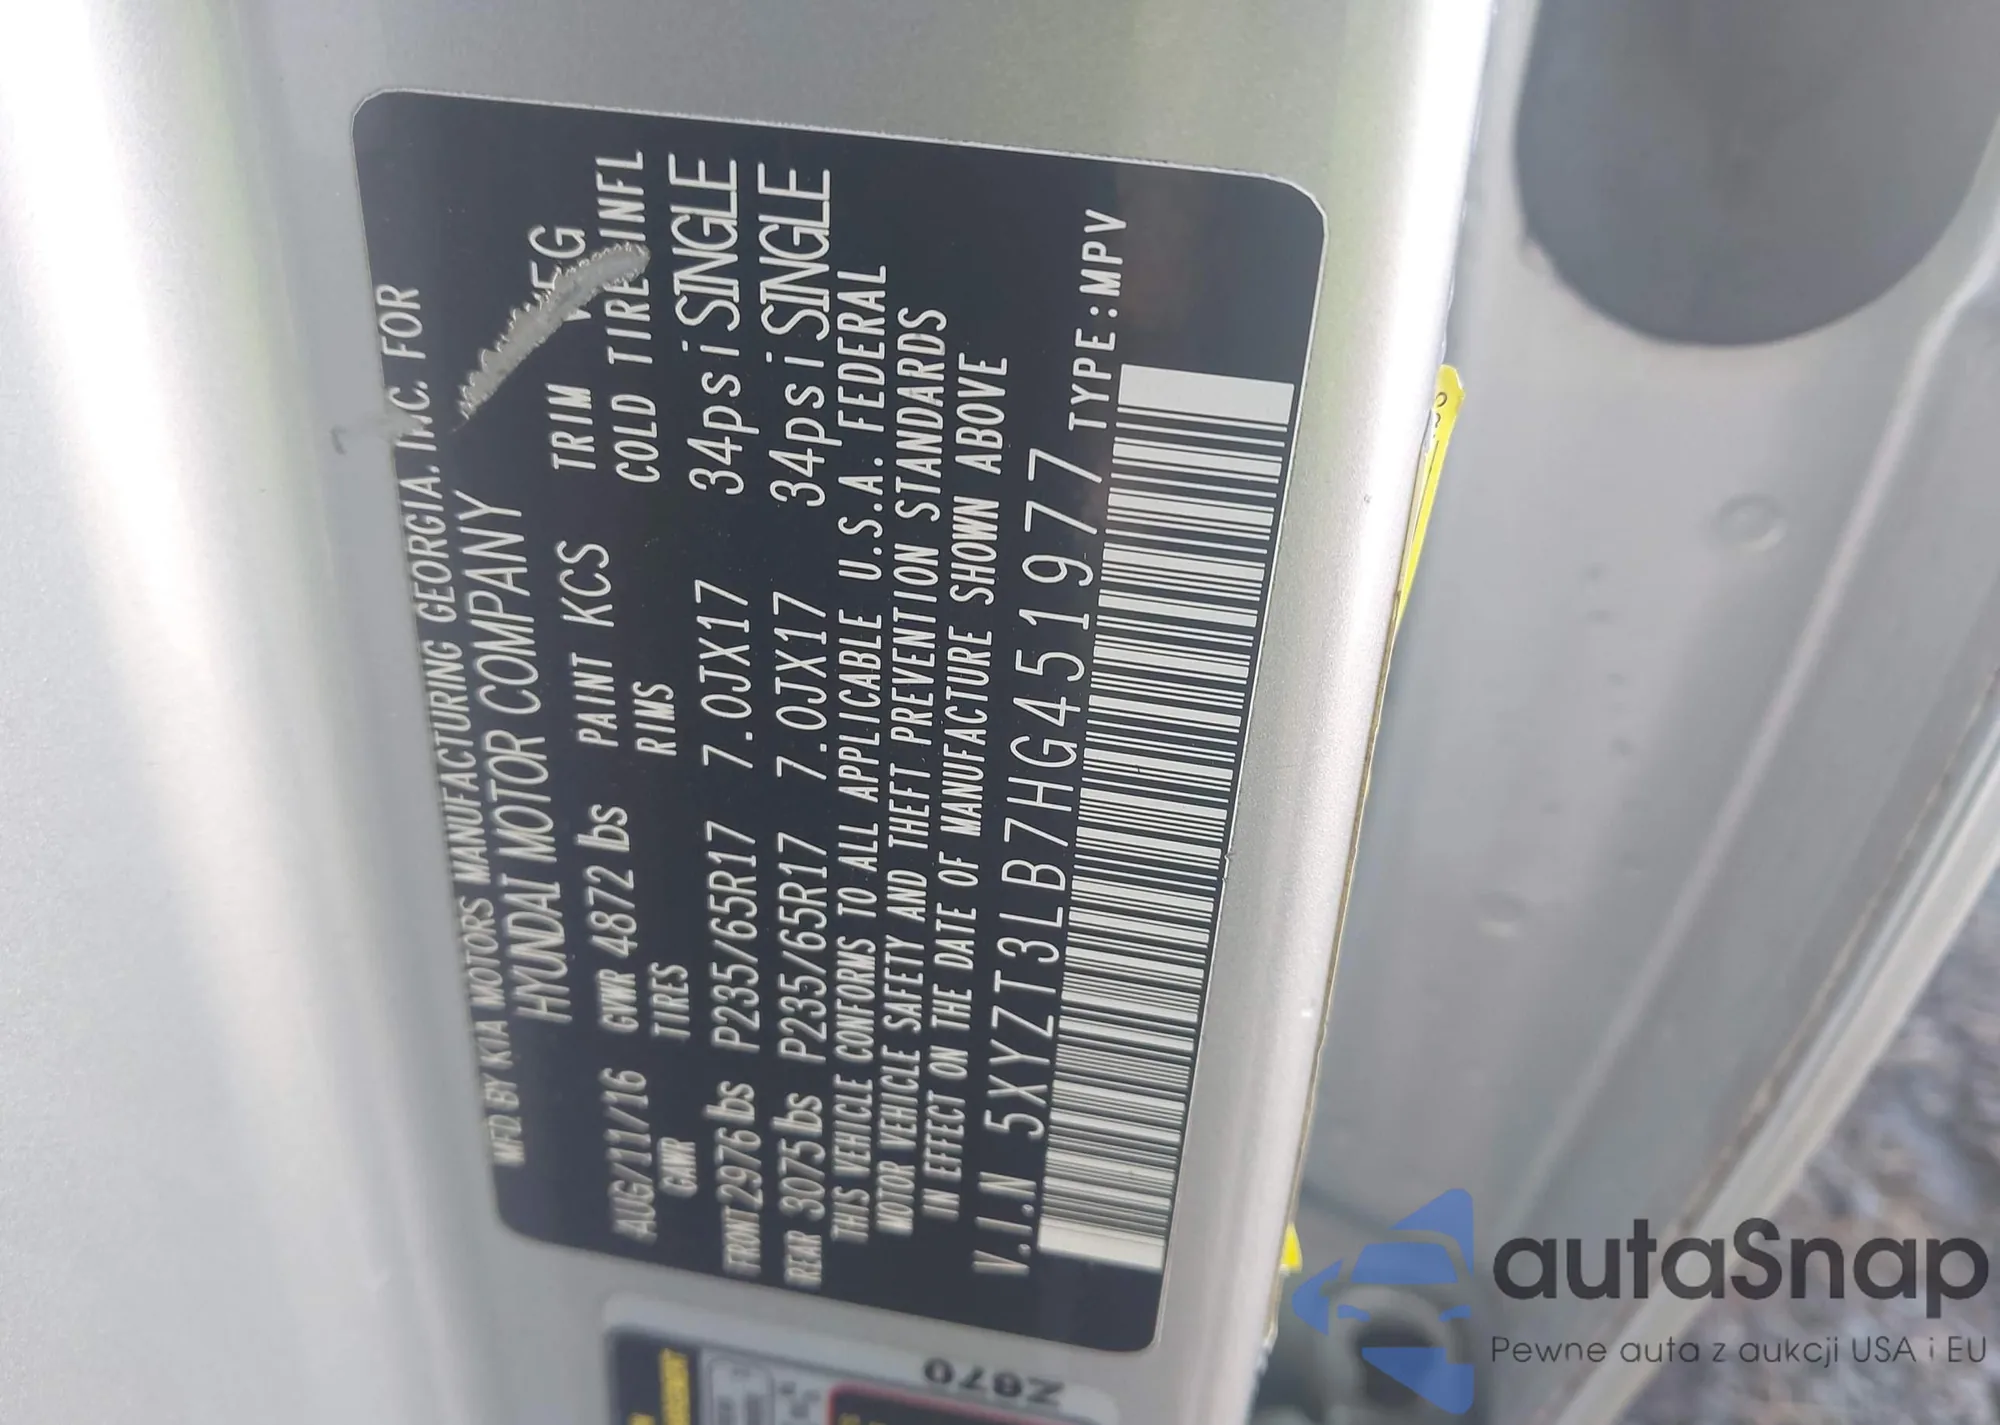 MFD. BY KIA MOTORS MANUFACTURING GEORGIA. INC. FOR
HYUNDAI MOTOR COMPANY
AUG/11/16 GVWR 4872 lbs PAINT KCS TRIM
GAWR TIRES RIMS COLD TIRE INFL
FRONT 2976 lbs P235/65R17 7.0JX17 34psi SINGLE
REAR 3075 lbs P235/65R17 7.0JX17 34psi SINGLE
THIS VEHICLE CONFORMS TO ALL APPLICABLE U.S.A. FEDERAL
MOTOR VEHICLE SAFETY AND THEFT PREVENTION STANDARDS
IN EFFECT ON THE DATE OF MANUFACTURE SHOWN ABOVE
V.I.N 5XYZT3LB7HG451977 TYPE:MPV
Z870
autaSnap
Pewne auta z aukcji USA i EU